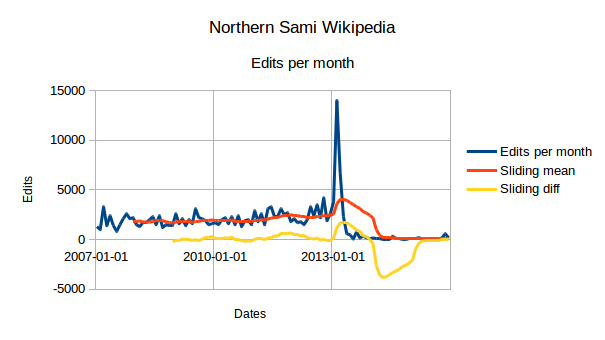 Northern Sami Wikipedia
Edits per month
15000
10000
5000
0
-5000
2007-01-01
2010-01-01
2013-01-01
Edits
Dates
Edits per month
Sliding mean
Sliding diff